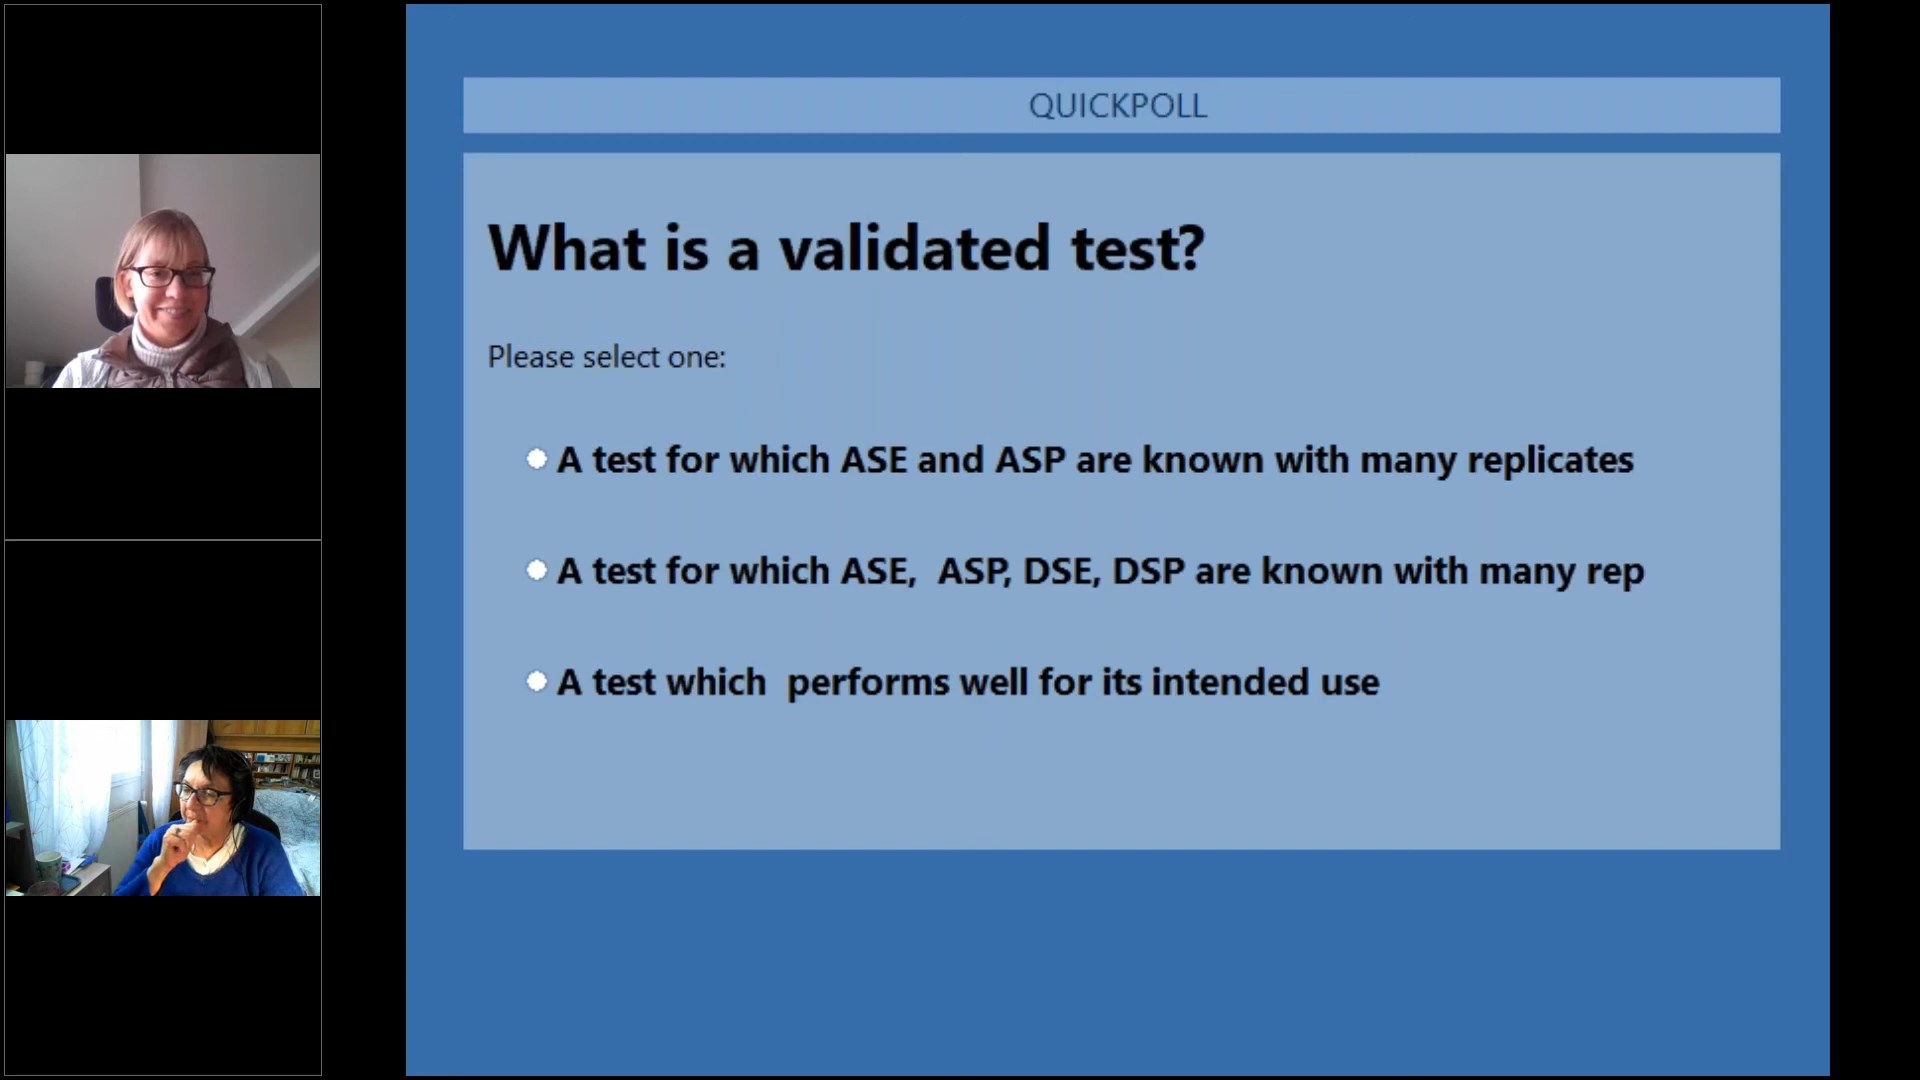 QUICKPOLL
What is a validated test?
Please select one:
A test for which ASE and ASP are known with many replicates
A test for which ASE,  ASP, DSE, DSP are known with many rep
A test which  performs well for its intended use